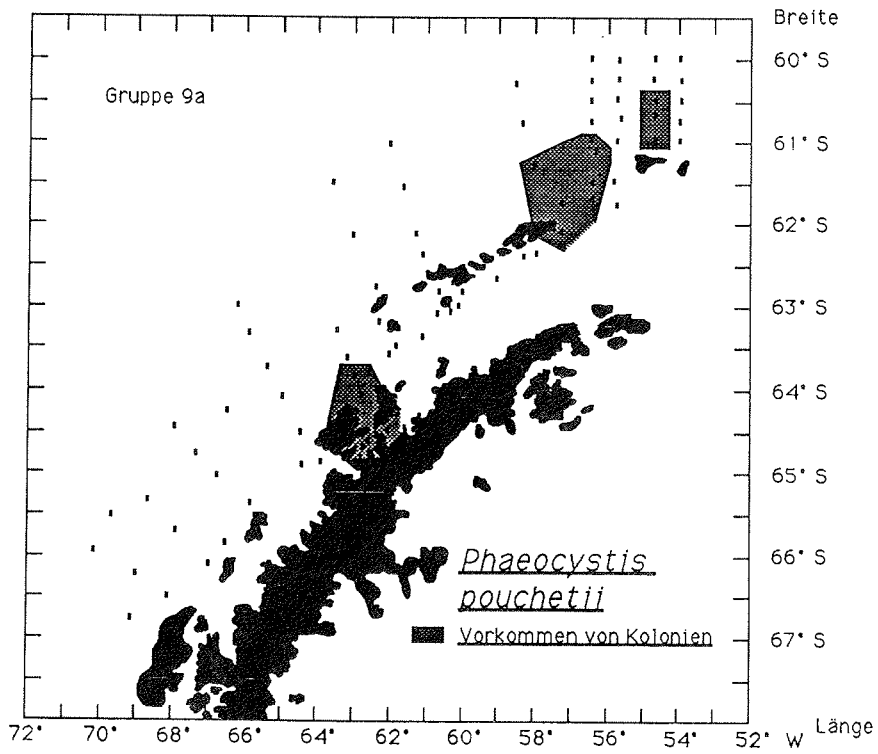 Breite
60° S
Gruppe 9a
61° S
62° S
63° S
64° S
65° S
66° S
Phaeocystis
pouchetii
Vorkommen von Kolonien
67° S
72° 70° 68° 66° 64° 62° 60° 58° 56° 54° 52° W Länge